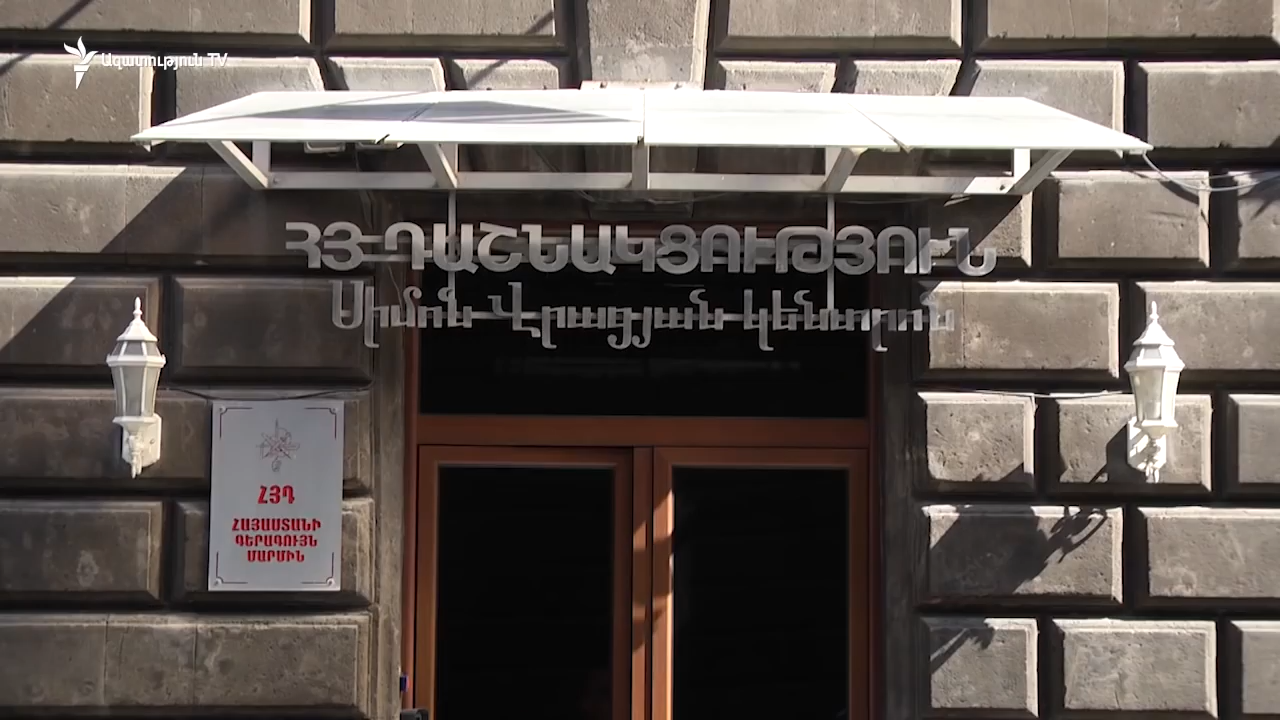 Ազատություն TV
ՀՅ ԴԱՇՆԱԿՑՈՒԹՅՈՒՆ
Սիմոն Վրացյան կենտրոն
ՀՅԴ
ՀԱՅԱՍՏԱՆԻ
ԳԵՐԱԳՈՒՅՆ
ՄԱՐՄԻՆ